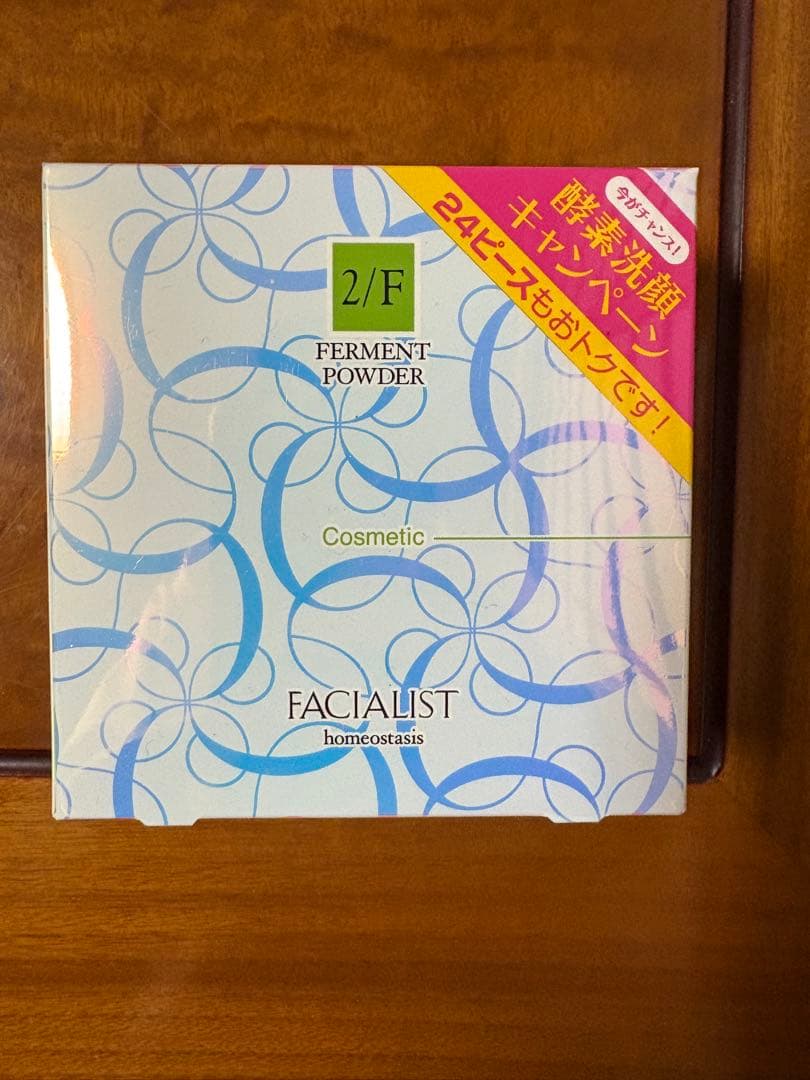 今がチャンス!
酵素洗顔
キャンペーン
24ピースもおトクです!
2/F
FERMENT
POWDER
Cosmetic
FACIALIST
homeostasis